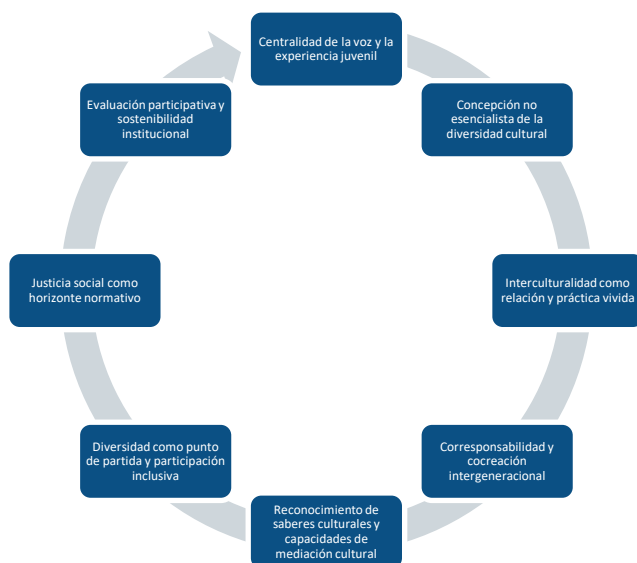 Centralidad de la voz y la
experiencia juvenil
Concepción no
esencialista de la
diversidad cultural
Interculturalidad como
relación y práctica vivida
Corresponsabilidad y
cocreación
intergeneracional
Reconocimiento de
saberes culturales y
capacidades de
mediación cultural
Diversidad como punto
de partida y participación
inclusiva
Justicia social como
horizonte normativo
Evaluación participativa y
sostenibilidad
institucional